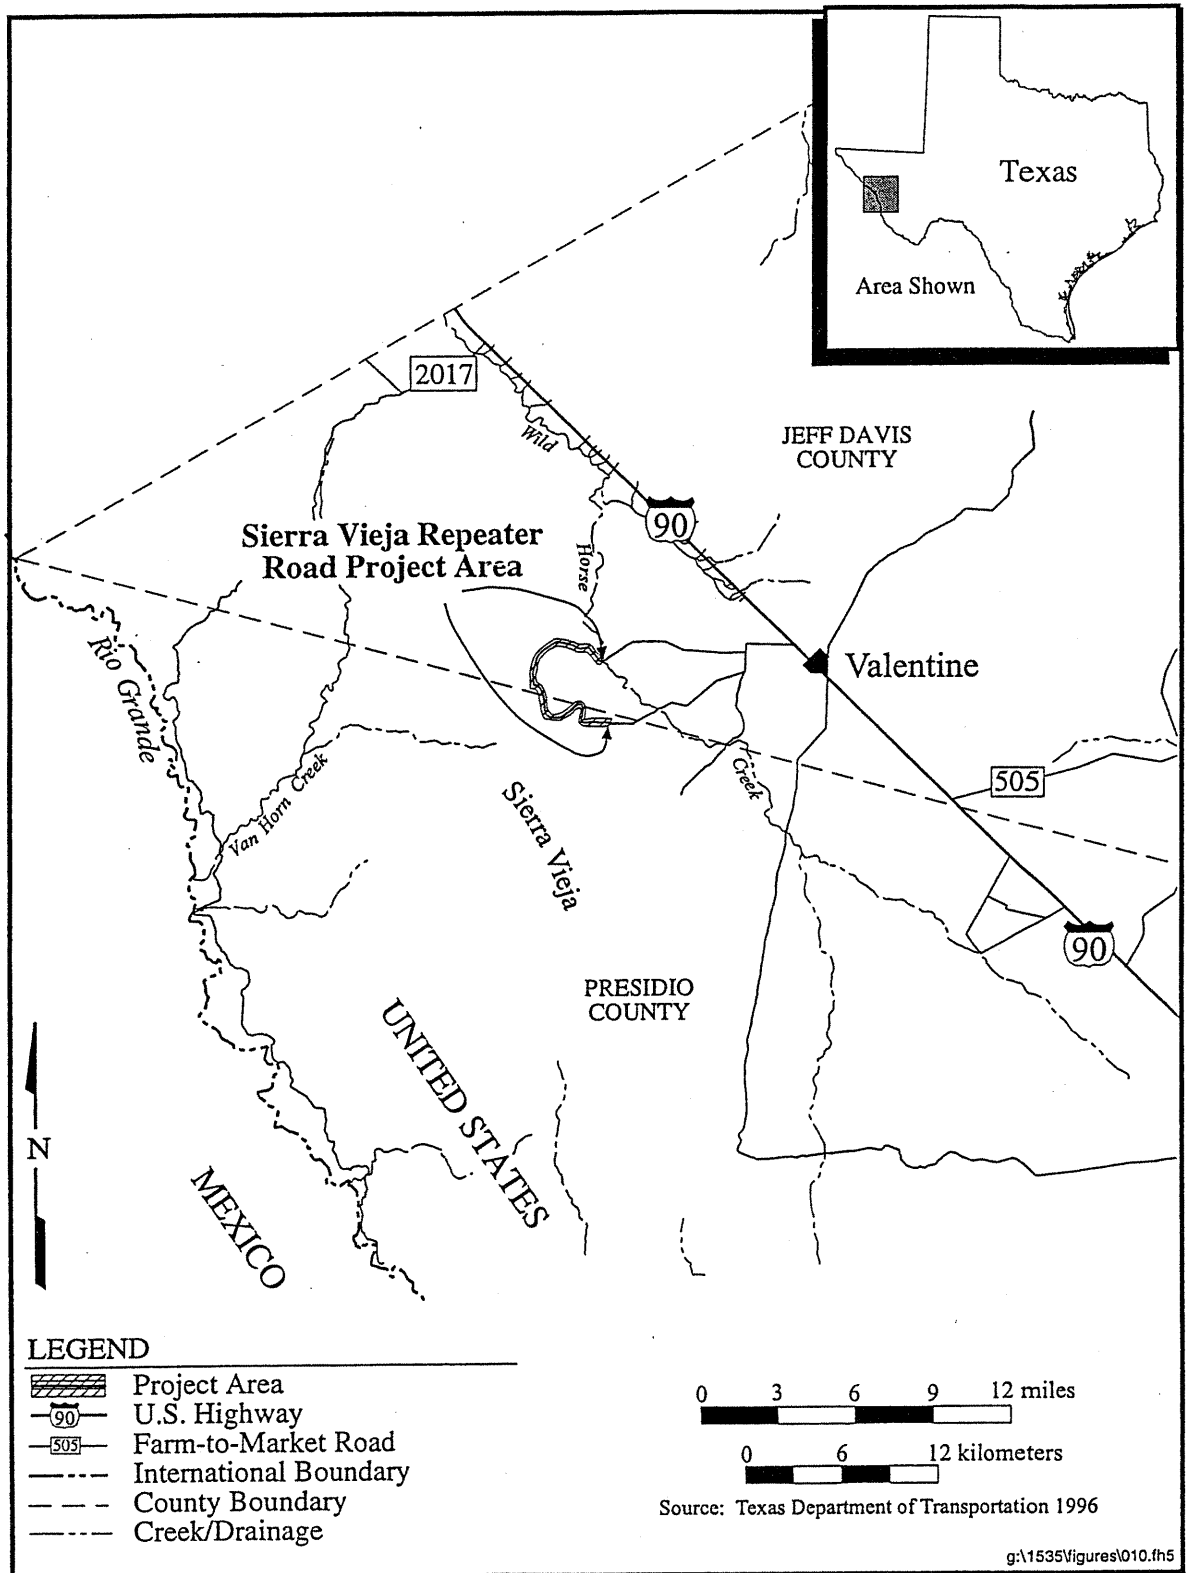 Texas
Area Shown
2017
Wild
JEFF DAVIS
COUNTY
90
Sierra Vieja Repeater
Road Project Area
Horse
Rio Grande
Valentine
505
Creek
Van Horn Creek
Sierra Vieja
90
PRESIDIO
COUNTY
UNITED STATES
N
MEXICO
LEGEND
Project Area
90 U.S. Highway
505 Farm-to-Market Road
International Boundary
County Boundary
Creek/Drainage
0 3 6 9 12 miles
0 6 12 kilometers
Source: Texas Department of Transportation 1996
g:\1535\figures\010.fh5